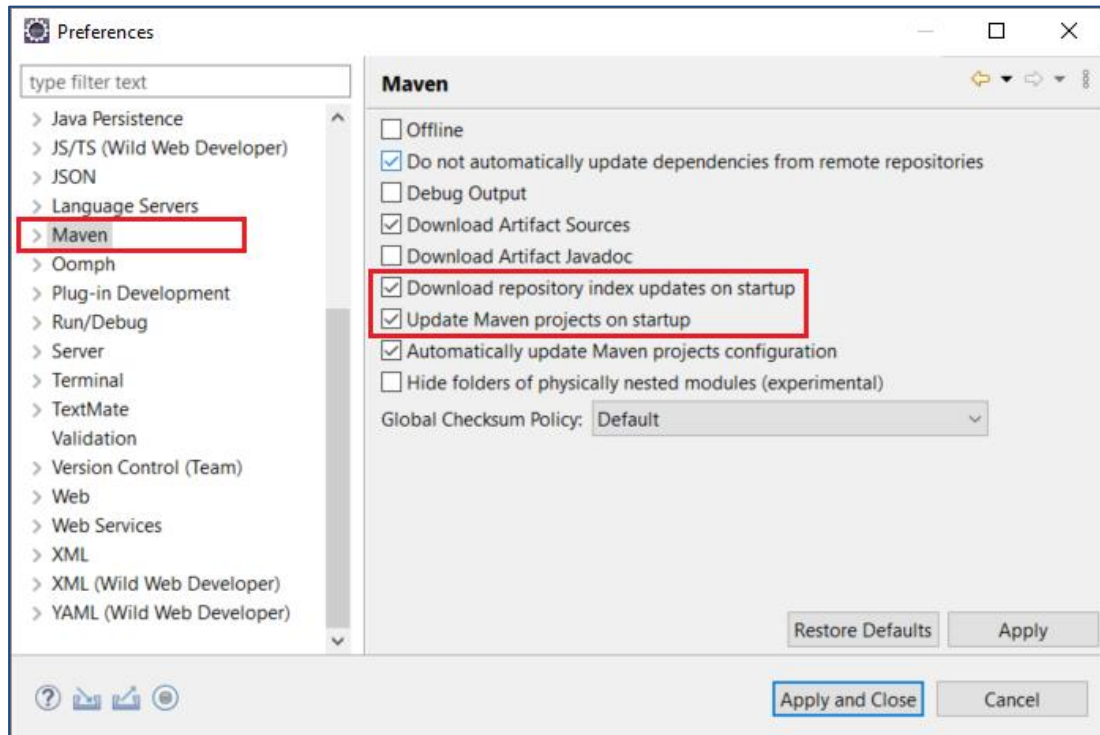 Preferences
type filter text
Java Persistence
JS/TS (Wild Web Developer)
JSON
Language Servers
Maven
Oomph
Plug-in Development
Run/Debug
Server
Terminal
TextMate
Validation
Version Control (Team)
Web
Web Services
XML
XML (Wild Web Developer)
YAML (Wild Web Developer)
Maven
Offline
Do not automatically update dependencies from remote repositories
Debug Output
Download Artifact Sources
Download Artifact Javadoc
Download repository index updates on startup
Update Maven projects on startup
Automatically update Maven projects configuration
Hide folders of physically nested modules (experimental)
Global Checksum Policy: Default
Restore Defaults Apply
Apply and Close Cancel